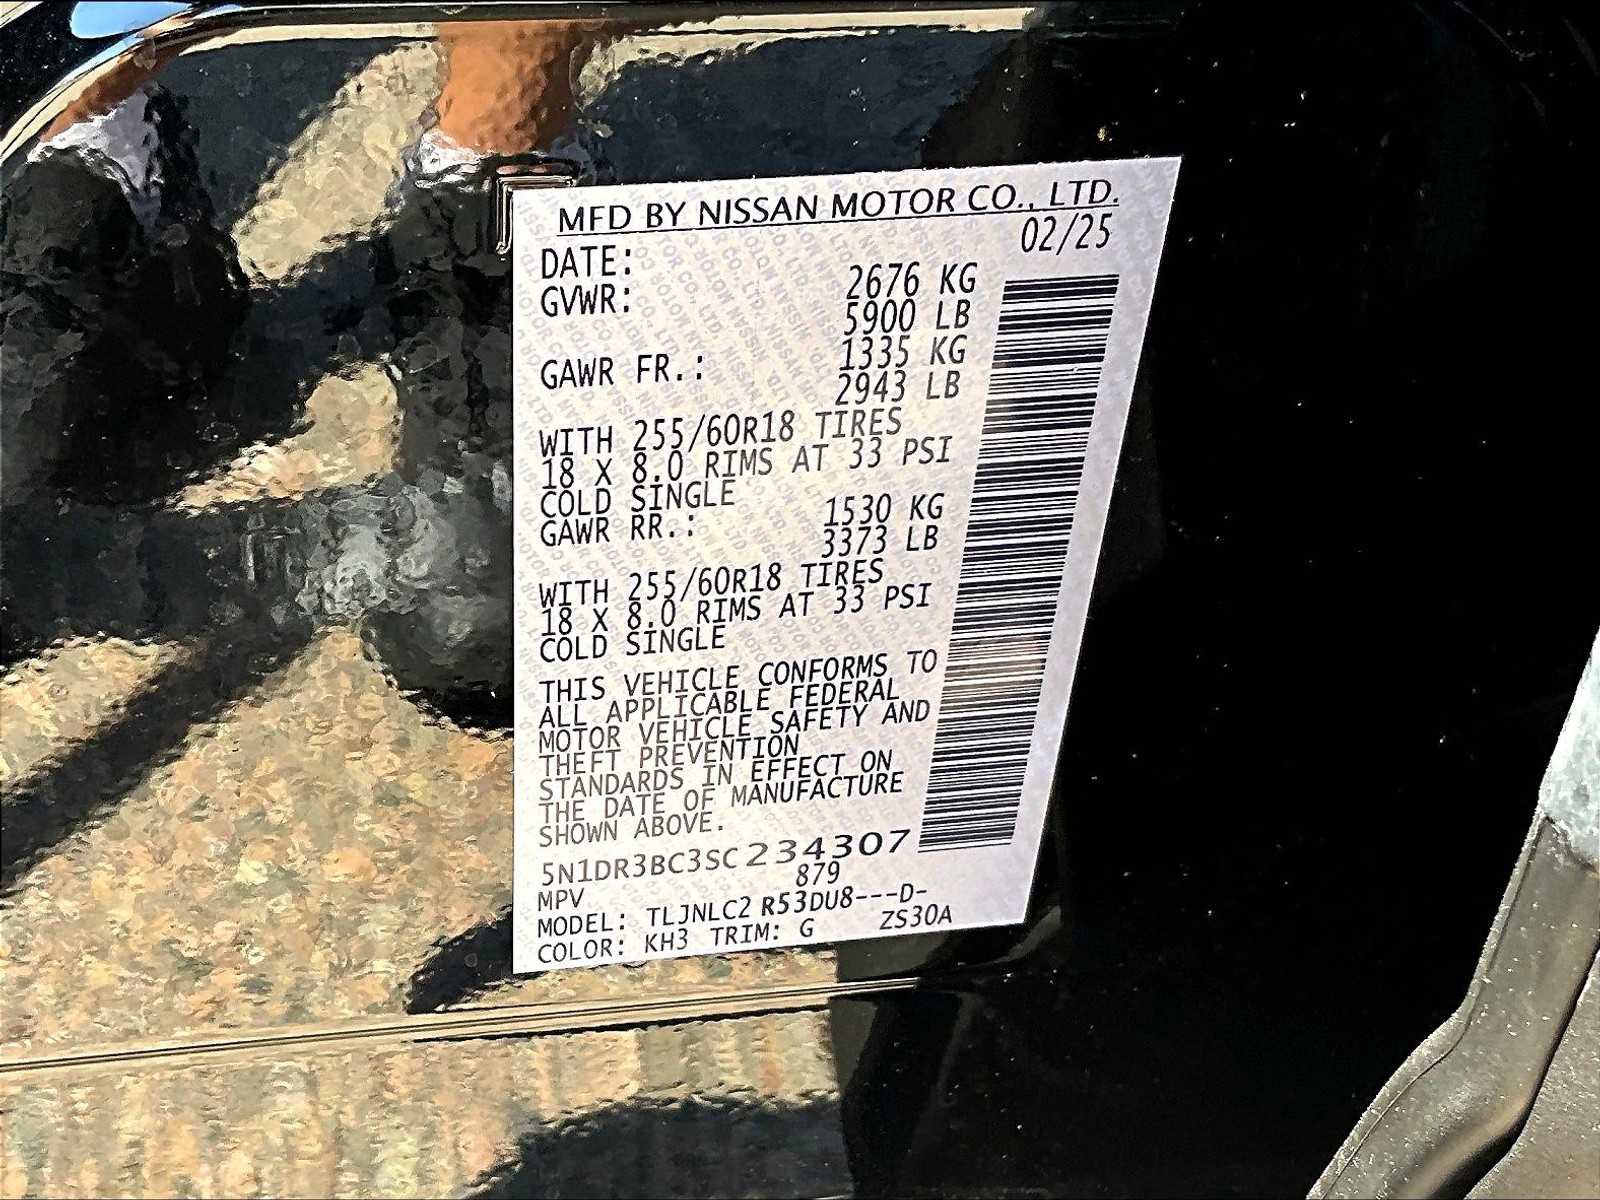 MFD BY NISSAN MOTOR CO., LTD.
DATE: 02/25
GVWR: 2676 KG
5900 LB
GAWR FR.: 1335 KG
2943 LB
WITH 255/60R18 TIRES
18 X 8.0 RIMS AT 33 PSI
COLD SINGLE
GAWR RR.: 1530 KG
3373 LB
WITH 255/60R18 TIRES
18 X 8.0 RIMS AT 33 PSI
COLD SINGLE
THIS VEHICLE CONFORMS TO
ALL APPLICABLE FEDERAL
MOTOR VEHICLE SAFETY AND
THEFT PREVENTION
STANDARDS IN EFFECT ON
THE DATE OF MANUFACTURE
SHOWN ABOVE.
5N1DR3BC3SC234307
MPV 879
MODEL: TLJNLC2 R53DU8---D-
COLOR: KH3 TRIM: G ZS30A